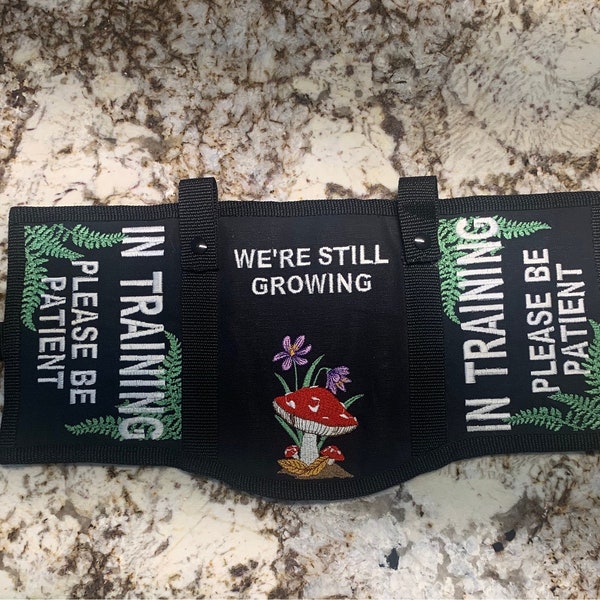 IN TRAINING
PLEASE BE
PATIENT
WE'RE STILL
GROWING
IN TRAINING
PLEASE BE
PATIENT